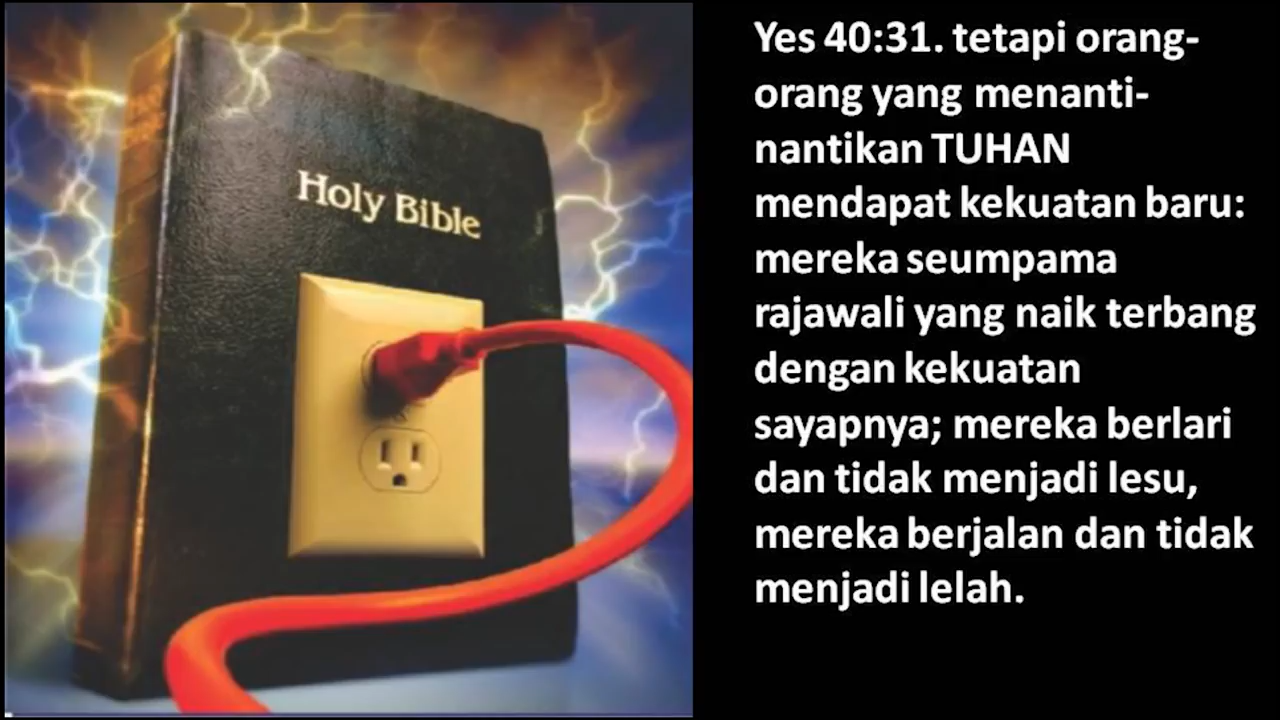 Holy Bible
Yes 40:31. tetapi orang-
orang yang menanti-
nantikan TUHAN
mendapat kekuatan baru:
mereka seumpama
rajawali yang naik terbang
dengan kekuatan
sayapnya; mereka berlari
dan tidak menjadi lesu,
mereka berjalan dan tidak
menjadi lelah.